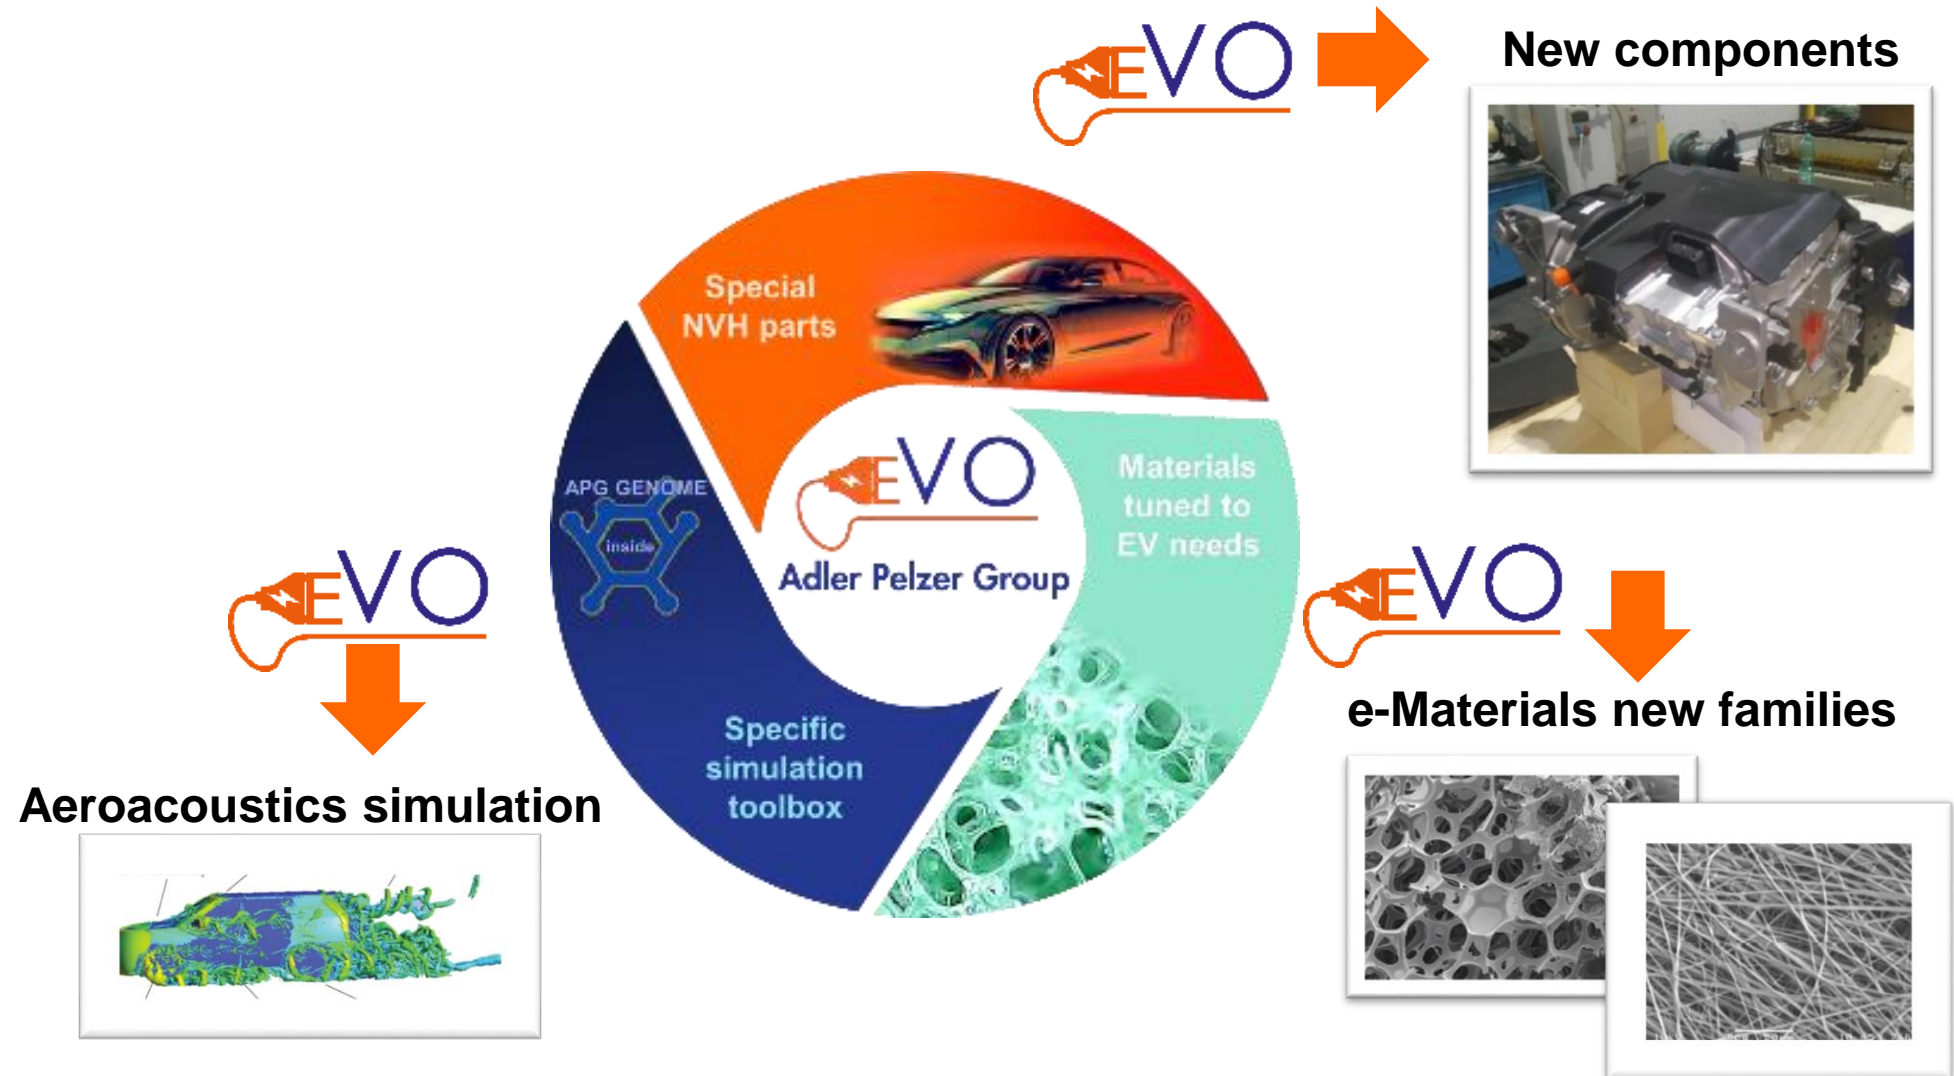 EVO
New components
Special
NVH parts
APG GENOME
inside
EVO
Adler Pelzer Group
Materials
tuned to
EV needs
EVO
EVO
e-Materials new families
Specific
simulation
toolbox
Aeroacoustics simulation